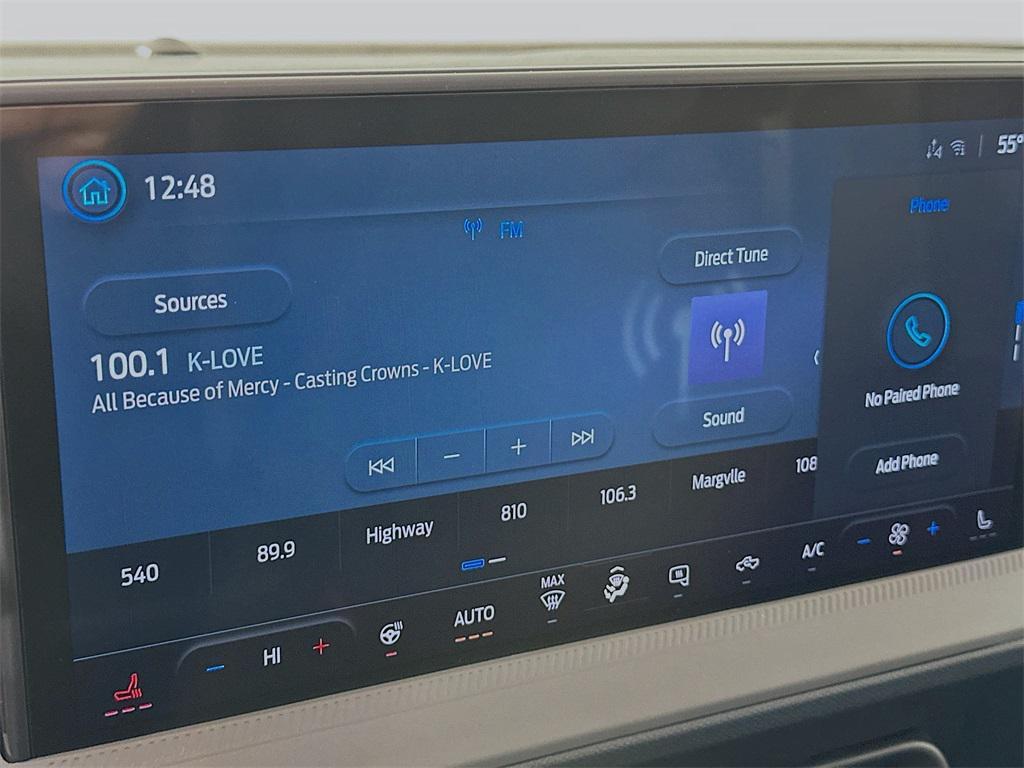 12:48
55°
FM
Phone
Direct Tune
Sources
100.1 K-LOVE
All Because of Mercy - Casting Crowns - K-LOVE
No Paired Phone
Sound
Add Phone
540 89.9 Highway 810 106.3 Margvlle 108
HI AUTO MAX A/C